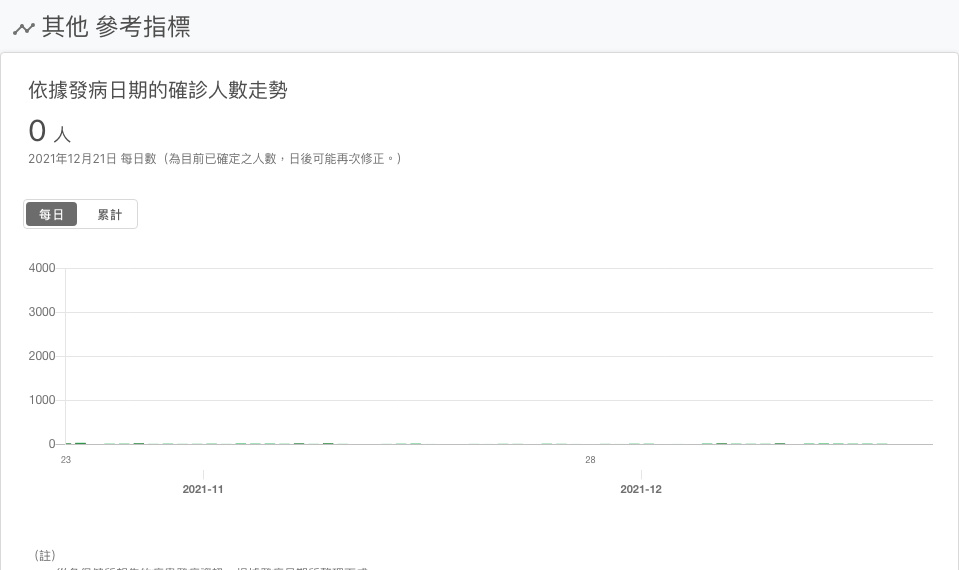 其他 參考指標
依據發病日期的確診人數走勢
0 人
2021年12月21日 每日數（為目前已確定之人數，日後可能再次修正。）
每日 累計
4000
3000
2000
1000
0
23 28
2021-11 2021-12
（註）